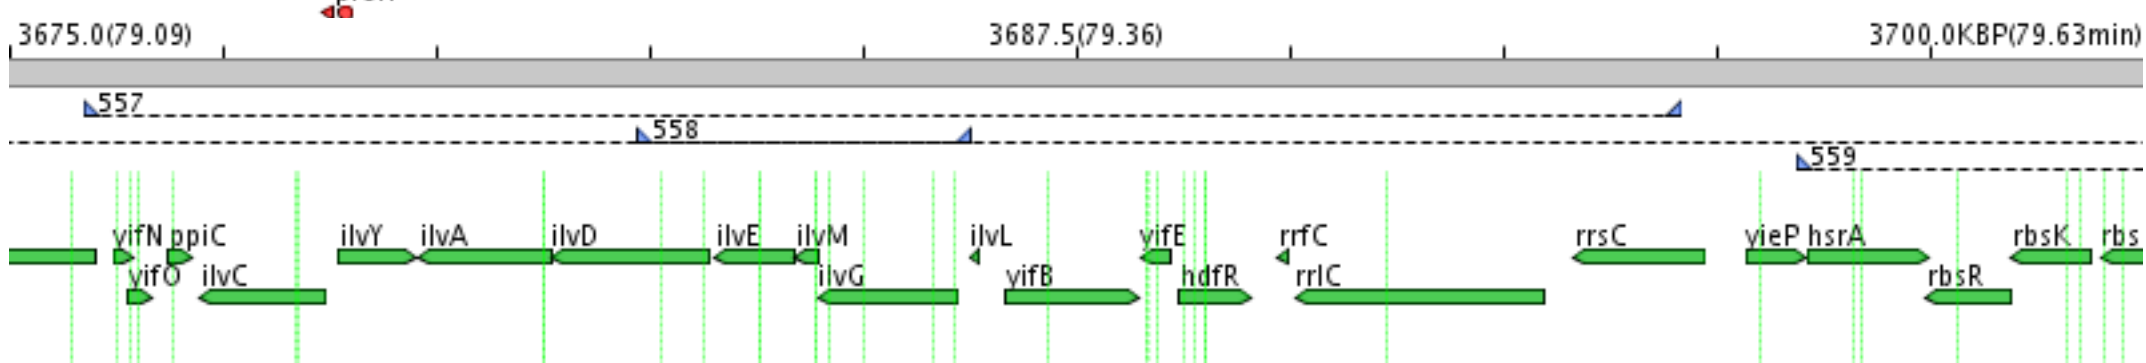 3675.0(79.09) 3687.5(79.36) 3700.0KBP(79.63min)
557
558
559
yifN ppiC ilvY ilvA ilvD ilvE ilvM ilvL yifE rrfC rrsC yieP hsrA rbsK rbs
yifO ilvC ilvG yifB hdfR rrlC rbsR